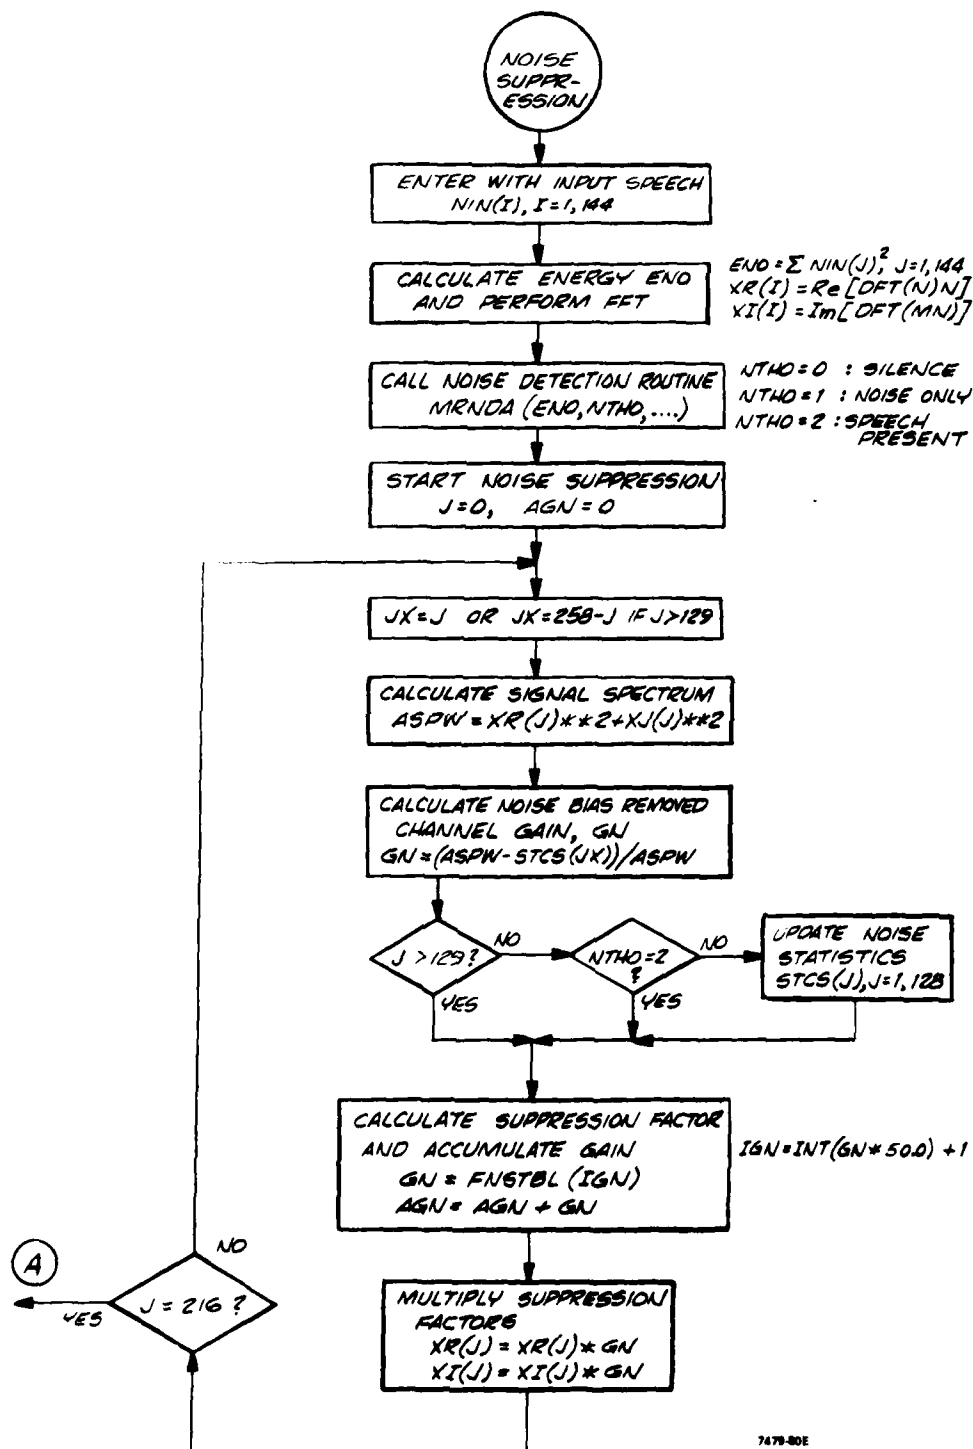 NOISE
SUPPR-
ESSION
ENTER WITH INPUT SPEECH
NIN(I), I=1,144
CALCULATE ENERGY ENO
AND PERFORM FFT
ENO=Σ NIN(J)², J=1,144
XR(I)=Re[DFT(N)N]
XI(I)=Im[DFT(MN)]
CALL NOISE DETECTION ROUTINE
MRNDA (ENO,NTHO,....)
NTHO=0 : SILENCE
NTHO=1 : NOISE ONLY
NTHO=2 : SPEECH
PRESENT
START NOISE SUPPRESSION
J=0, AGN=0
JX=J OR JX=258-J IF J>129
CALCULATE SIGNAL SPECTRUM
ASPW=XR(J)**2+XJ(J)**2
CALCULATE NOISE BIAS REMOVED
CHANNEL GAIN, GN
GN=(ASPW-STCS(JX))/ASPW
J >129?
NO
YES
NTHO=2
?
NO
YES
UPDATE NOISE
STATISTICS
STCS(J),J=1,128
CALCULATE SUPPRESSION FACTOR
AND ACCUMULATE GAIN
GN = FNSTBL (IGN)
AGN= AGN + GN
IGN=INT(GN*50.0) +1
MULTIPLY SUPPRESSION
FACTORS
XR(J)=XR(J)*GN
XI(J)=XI(J)*GN
NO
J = 216 ?
YES
A
7479-80E